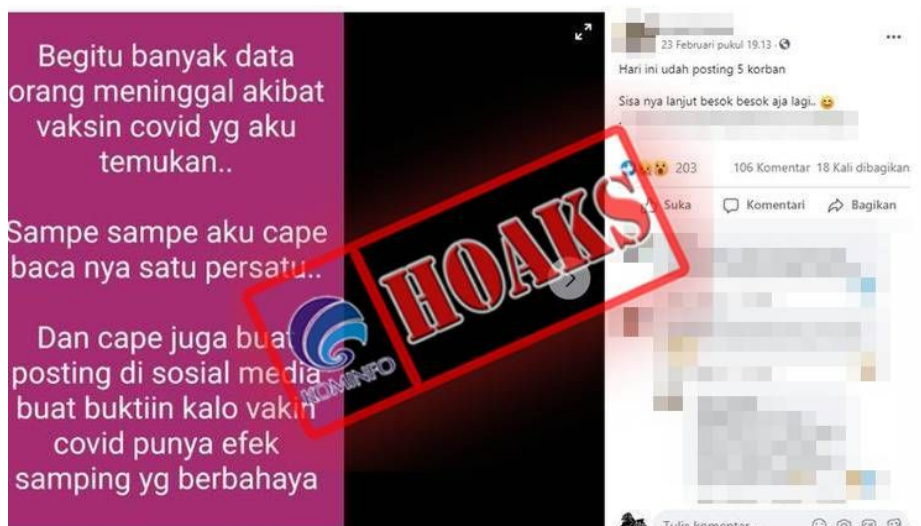 Begitu banyak data
orang meninggal akibat
vaksin covid yg aku
temukan..
Sampe sampe aku cape
baca nya satu persatu..
Dan cape juga buat
posting di sosial media
buat buktiin kalo vakin
covid punya efek
samping yg berbahaya
KOMINFO
HOAKS
23 Februari pukul 19.13
Hari ini udah posting 5 korban
Sisa nya lanjut besok besok aja lagi..
203 106 Komentar 18 Kali dibagikan
Suka Komentari Bagikan
Tulis komentar